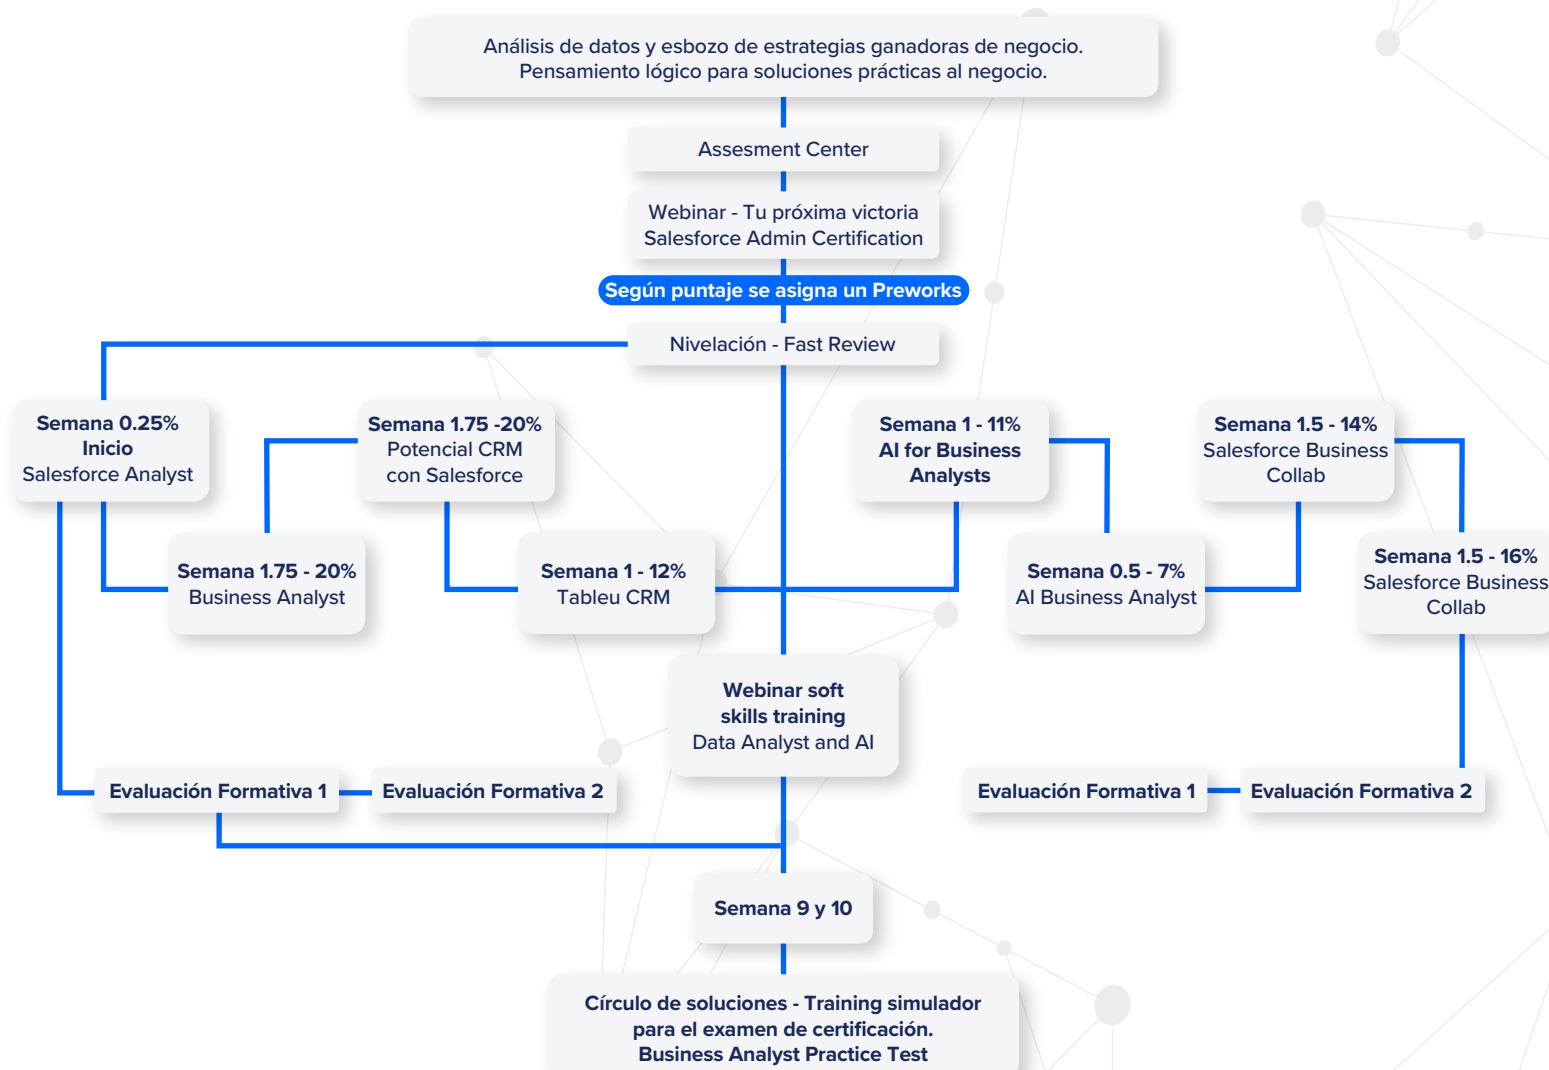 Análisis de datos y esbozo de estrategias ganadoras de negocio.
Pensamiento lógico para soluciones prácticas al negocio.
Assesment Center
Webinar - Tu próxima victoria
Salesforce Admin Certification
Según puntaje se asigna un Preworks
Nivelación - Fast Review
Semana 0.25%
Inicio
Salesforce Analyst
Semana 1.75 - 20%
Business Analyst
Semana 1.75 -20%
Potencial CRM
con Salesforce
Semana 1 - 12%
Tableu CRM
Semana 1 - 11%
AI for Business
Analysts
Semana 0.5 - 7%
AI Business Analyst
Semana 1.5 - 14%
Salesforce Business
Collab
Semana 1.5 - 16%
Salesforce Business
Collab
Webinar soft
skills training
Data Analyst and AI
Evaluación Formativa 1
Evaluación Formativa 2
Evaluación Formativa 1
Evaluación Formativa 2
Semana 9 y 10
Círculo de soluciones - Training simulador
para el examen de certificación.
Business Analyst Practice Test